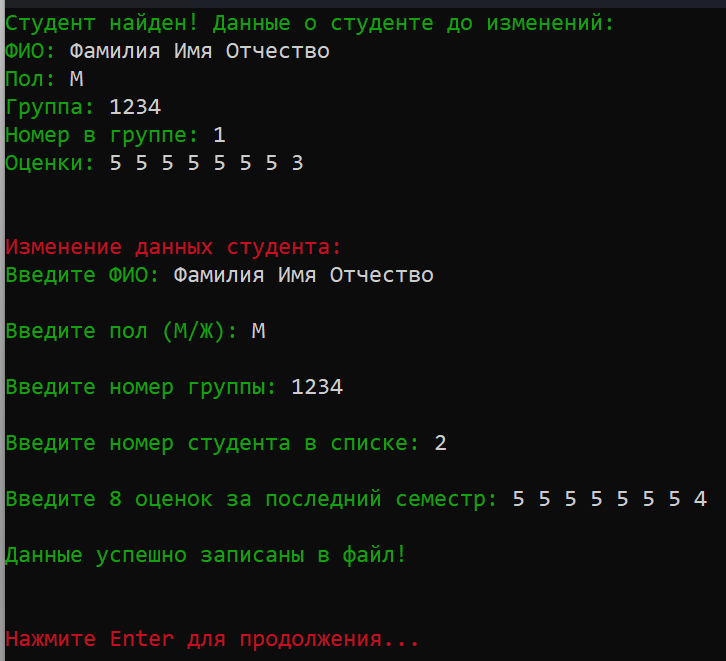 Студент найден! Данные о студенте до изменений:
ФИО: Фамилия Имя Отчество
Пол: М
Группа: 1234
Номер в группе: 1
Оценки: 5 5 5 5 5 5 5 3
Изменение данных студента:
Введите ФИО: Фамилия Имя Отчество
Введите пол (М/Ж): М
Введите номер группы: 1234
Введите номер студента в списке: 2
Введите 8 оценок за последний семестр: 5 5 5 5 5 5 5 4
Данные успешно записаны в файл!
Нажмите Enter для продолжения...